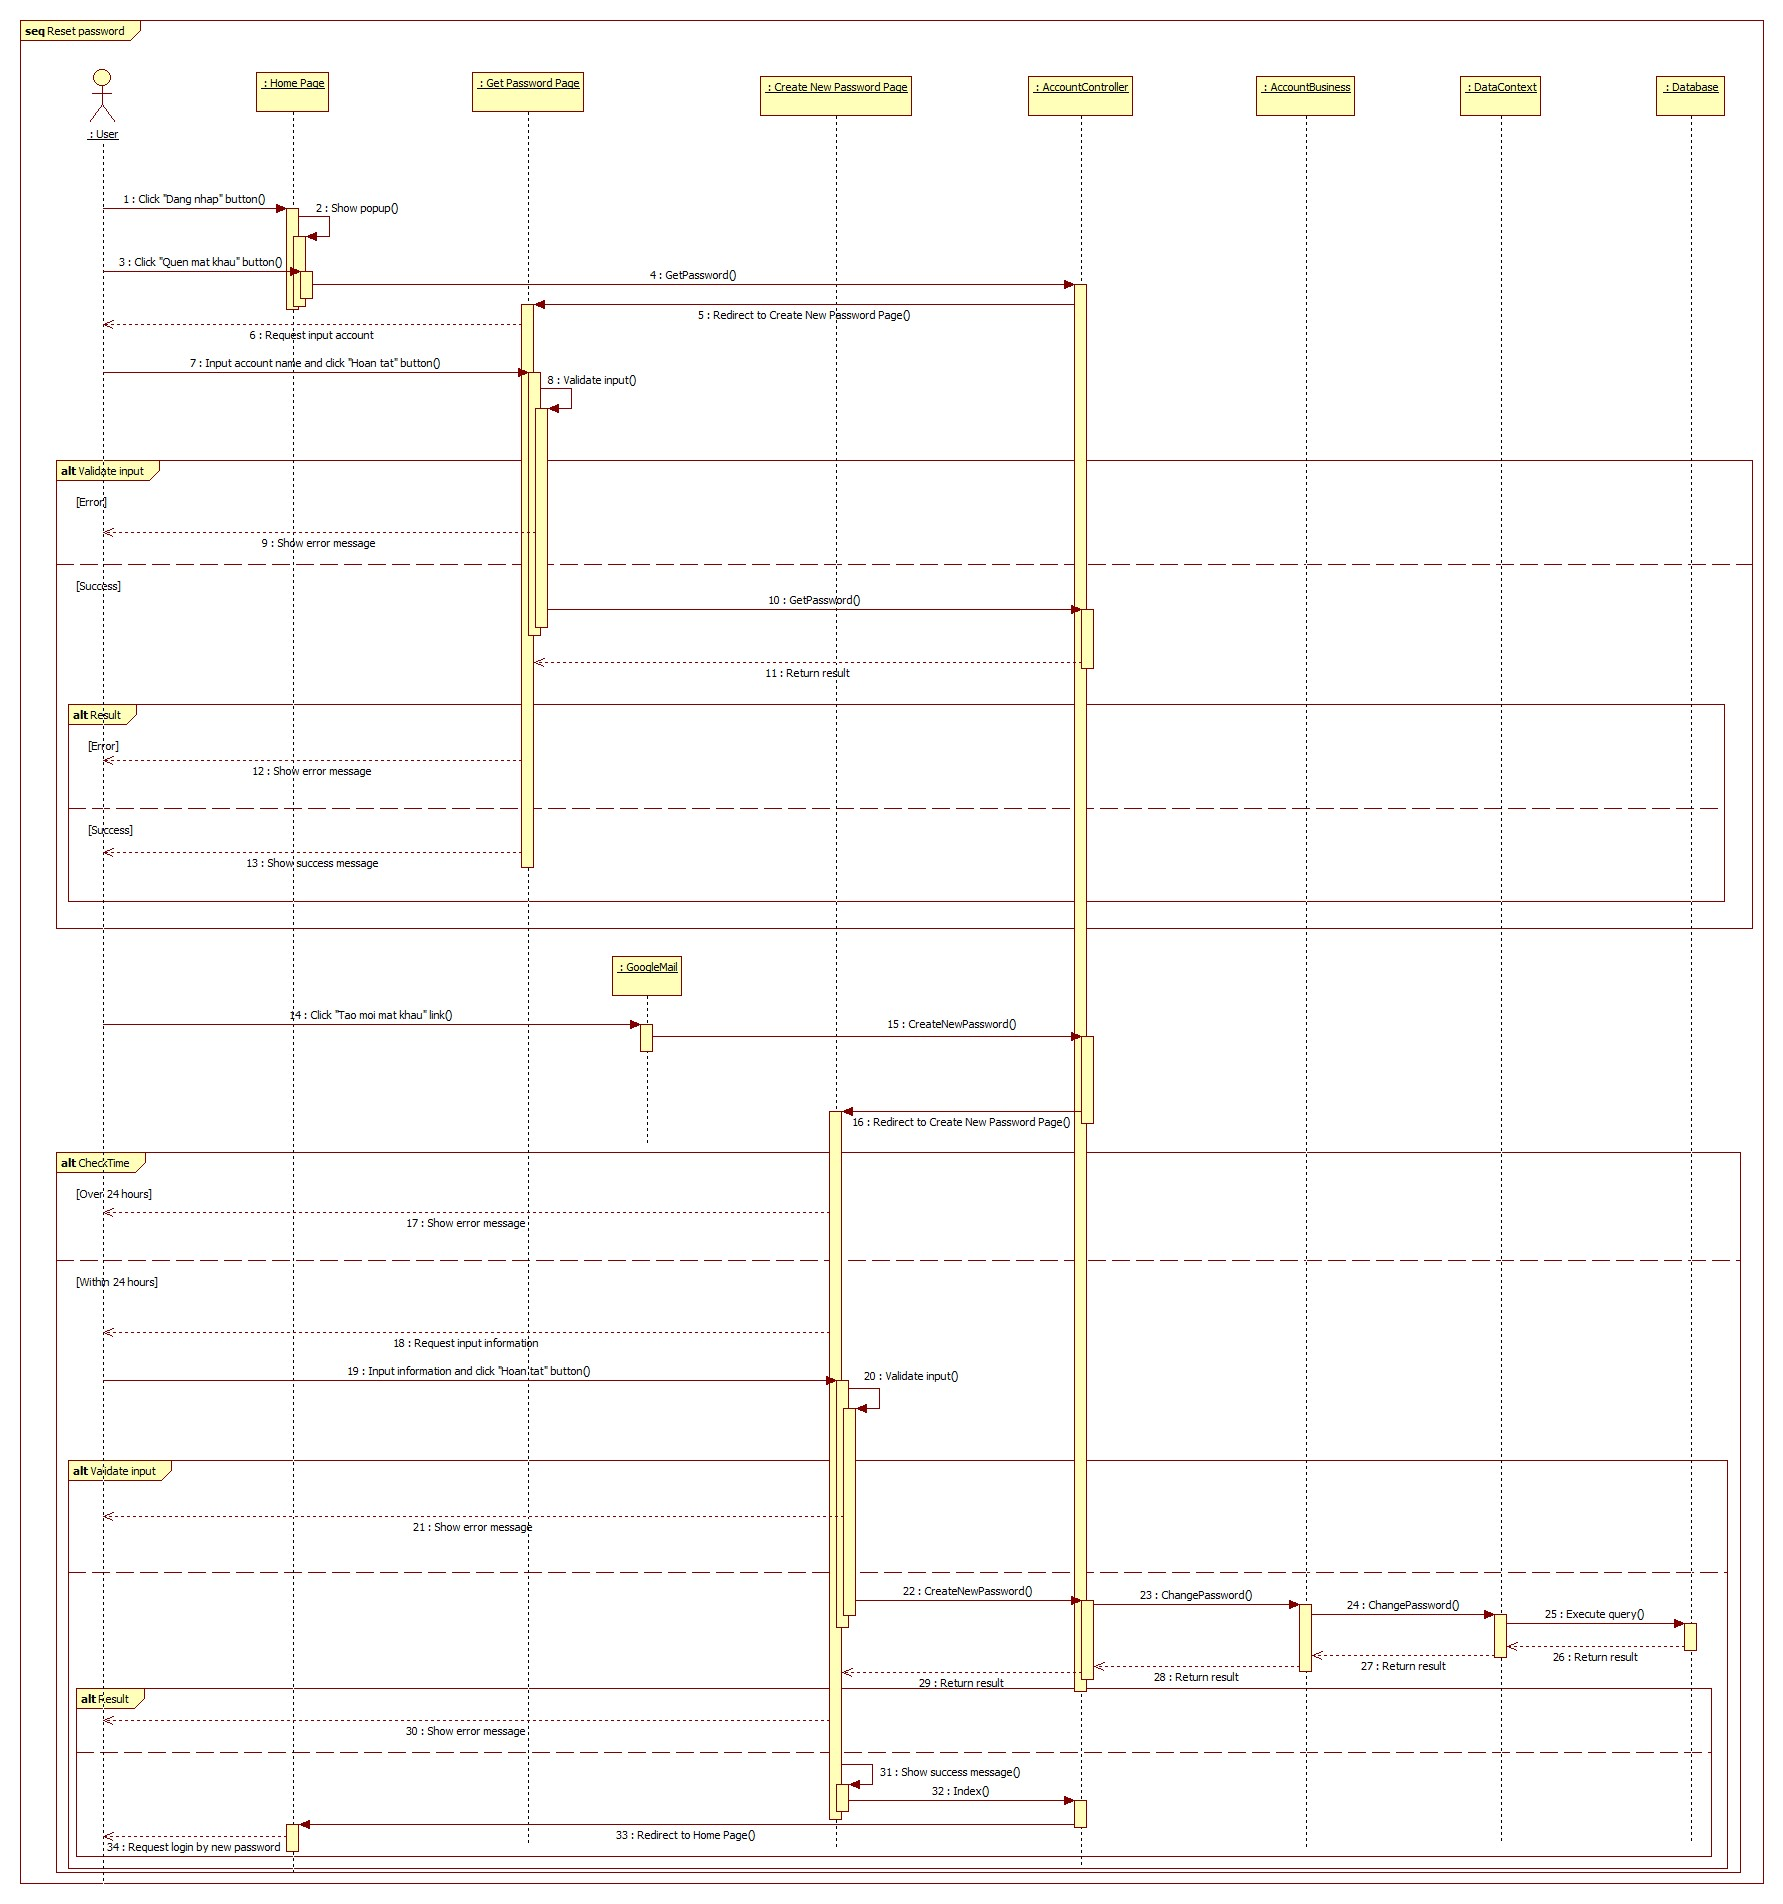 seq Reset password
: User
: Home Page
: Get Password Page
: Create New Password Page
: AccountController
: AccountBusiness
: DataContext
: Database
1 : Click "Dang nhap" button()
2 : Show popup()
3 : Click "Quen mat khau" button()
4 : GetPassword()
5 : Redirect to Create New Password Page()
6 : Request input account
7 : Input account name and click "Hoan tat" button()
8 : Validate input()
alt Validate input
[Error]
9 : Show error message
[Success]
10 : GetPassword()
11 : Return result
alt Result
[Error]
12 : Show error message
[Success]
13 : Show success message
: GoogleMail
14 : Click "Tao moi mat khau" link()
15 : CreateNewPassword()
16 : Redirect to Create New Password Page()
alt CheckTime
[Over 24 hours]
17 : Show error message
[Within 24 hours]
18 : Request input information
19 : Input information and click "Hoan tat" button()
20 : Validate input()
alt Validate input
21 : Show error message
22 : CreateNewPassword()
23 : ChangePassword()
24 : ChangePassword()
25 : Execute query()
26 : Return result
27 : Return result
28 : Return result
29 : Return result
alt Result
30 : Show error message
31 : Show success message()
32 : Index()
33 : Redirect to Home Page()
34 : Request login by new password